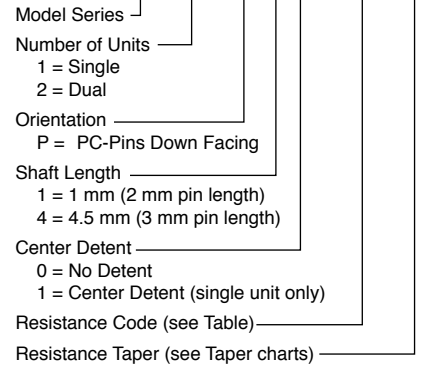 Model Series
Number of Units
1 = Single
2 = Dual
Orientation
P = PC-Pins Down Facing
Shaft Length
1 = 1 mm (2 mm pin length)
4 = 4.5 mm (3 mm pin length)
Center Detent
0 = No Detent
1 = Center Detent (single unit only)
Resistance Code (see Table)
Resistance Taper (see Taper charts)